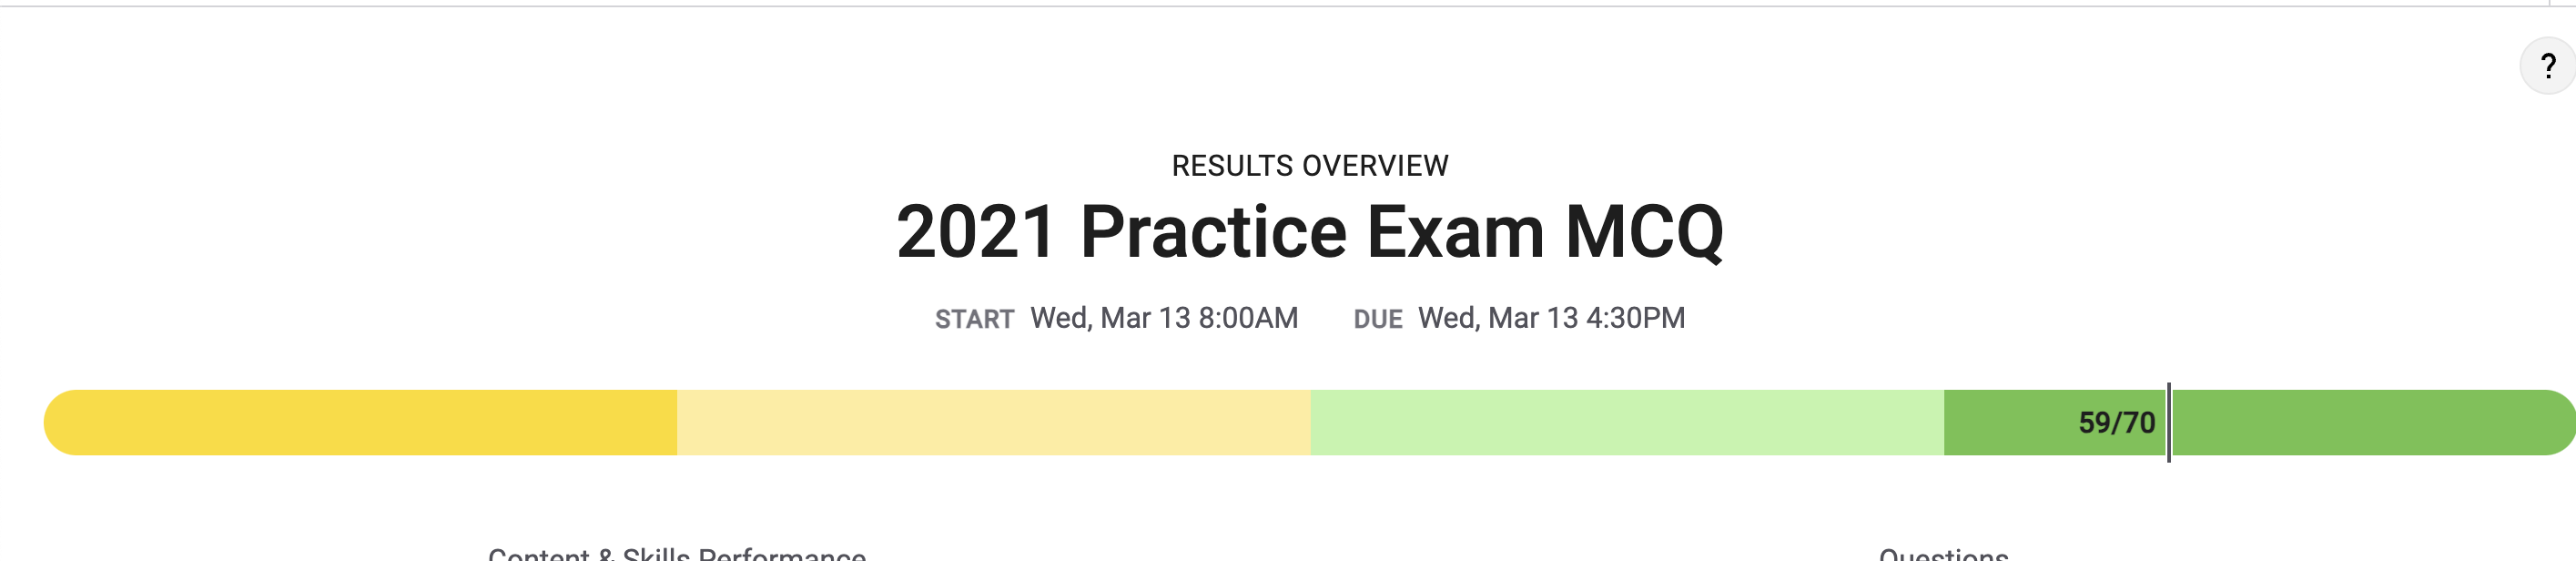 ?
RESULTS OVERVIEW
2021 Practice Exam MCQ
START Wed, Mar 13 8:00AM DUE Wed, Mar 13 4:30PM
59/70
Content & Skills Performance Questions